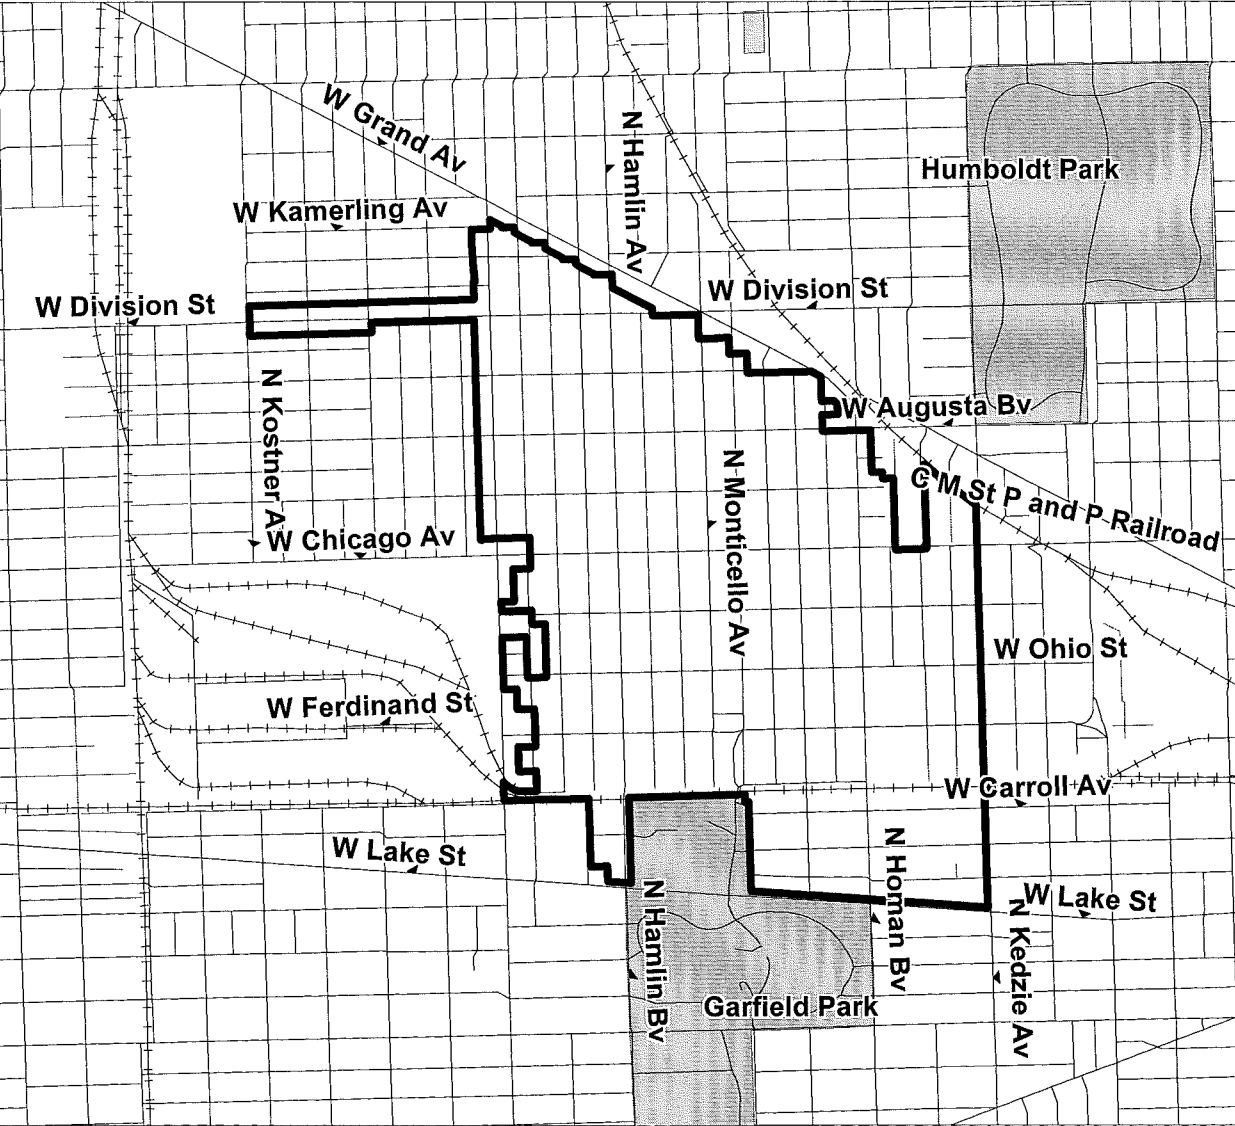 W Grand Av
N Hamlin Av
Humboldt Park
W Kamerling Av
W Division St
W Division St
N Kostner Av
W Augusta Bv
N Monticello Av
C M St P and P Railroad
W Chicago Av
W Ohio St
W Ferdinand St
W Carroll Av
W Lake St
N Homan Bv
N Hamlin Bv
W Lake St
N Kedzie Av
Garfield Park